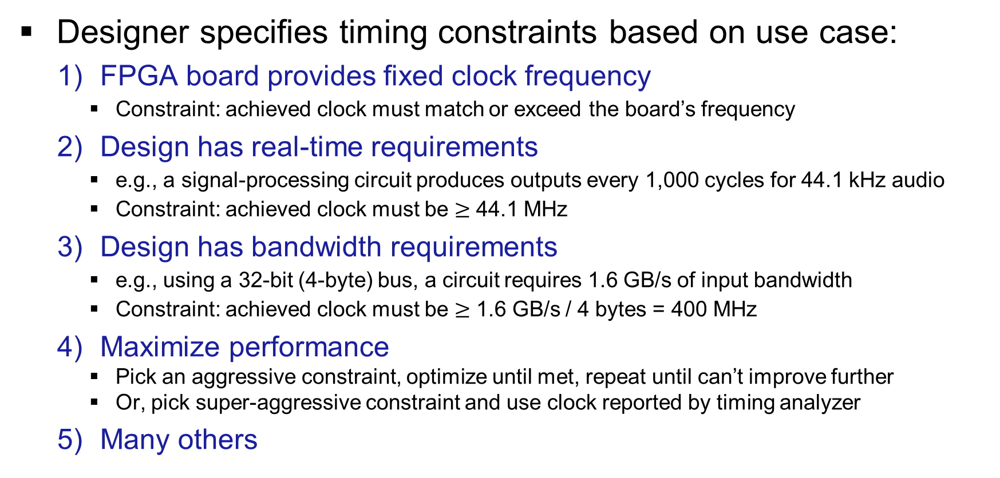 ▪ Designer specifies timing constraints based on use case:
1) FPGA board provides fixed clock frequency
▪ Constraint: achieved clock must match or exceed the board’s frequency
2) Design has real-time requirements
▪ e.g., a signal-processing circuit produces outputs every 1,000 cycles for 44.1 kHz audio
▪ Constraint: achieved clock must be ≥ 44.1 MHz
3) Design has bandwidth requirements
▪ e.g., using a 32-bit (4-byte) bus, a circuit requires 1.6 GB/s of input bandwidth
▪ Constraint: achieved clock must be ≥ 1.6 GB/s / 4 bytes = 400 MHz
4) Maximize performance
▪ Pick an aggressive constraint, optimize until met, repeat until can’t improve further
▪ Or, pick super-aggressive constraint and use clock reported by timing analyzer
5) Many others